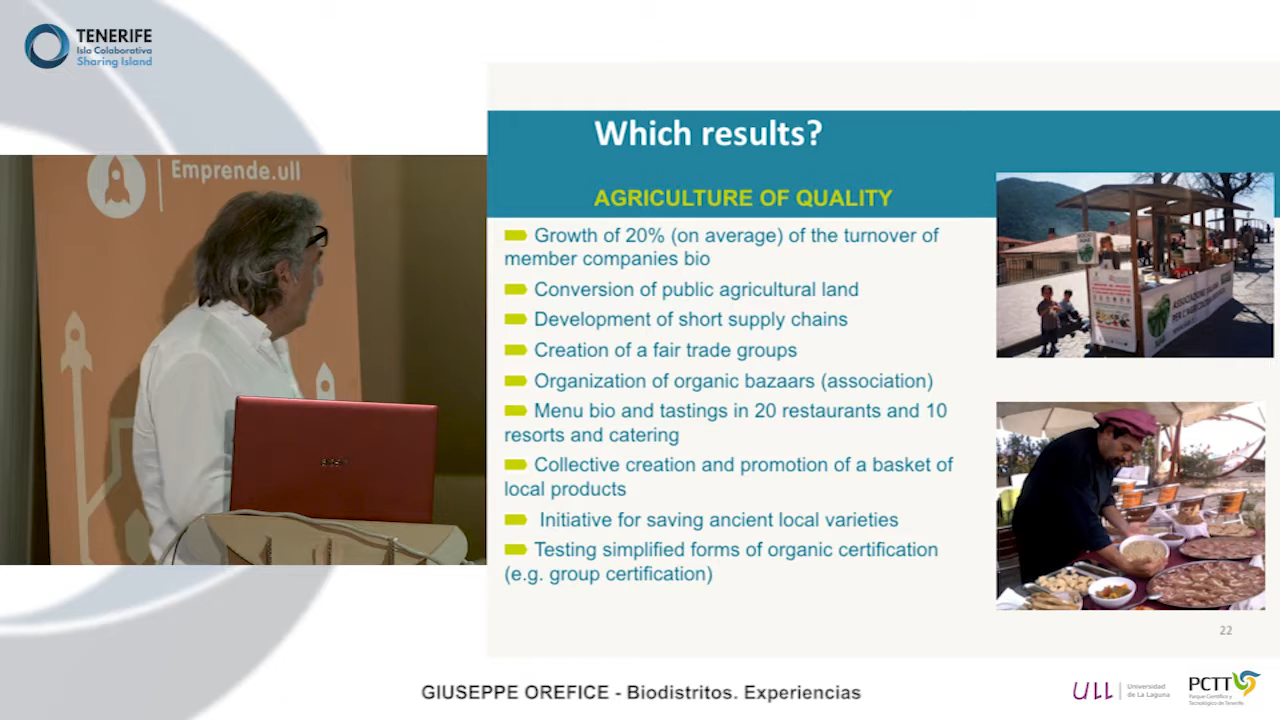 TENERIFE
Isla Colaborativa
Sharing Island
Emprende.ull
Which results?
AGRICULTURE OF QUALITY
Growth of 20% (on average) of the turnover of
member companies bio
Conversion of public agricultural land
Development of short supply chains
Creation of a fair trade groups
Organization of organic bazaars (association)
Menu bio and tastings in 20 restaurants and 10
resorts and catering
Collective creation and promotion of a basket of
local products
Initiative for saving ancient local varieties
Testing simplified forms of organic certification
(e.g. group certification)
ASSOCIAZIONE ITALIANA
PER L'AGRICOLTURA
22
GIUSEPPE OREFICE - Biodistritos. Experiencias
ULL
Universidad
de La Laguna
PCTT
Parque Científico y
Tecnológico de Tenerife